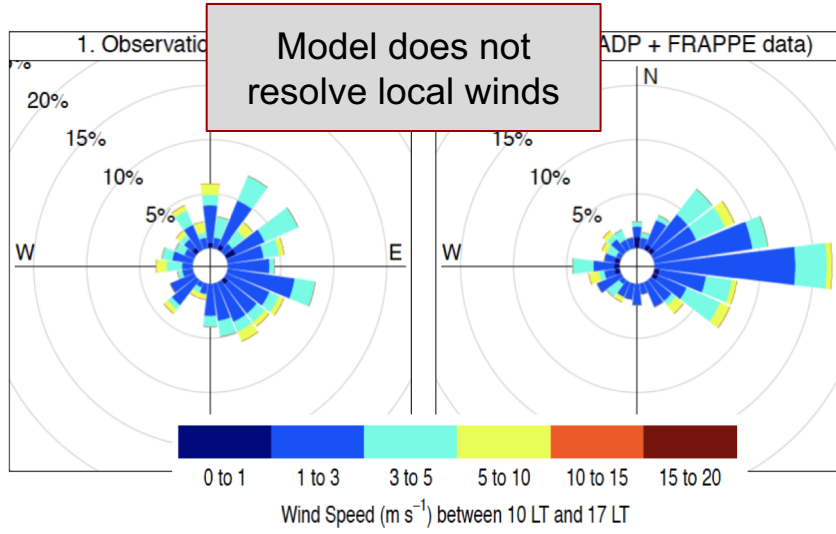 Model does not
resolve local winds
1. Observatio
ADP + FRAPPE data)
20%
15%
10%
5%
W
E
N
15%
10%
5%
W
0 to 1
1 to 3
3 to 5
5 to 10
10 to 15
15 to 20
Wind Speed (m s⁻¹) between 10 LT and 17 LT